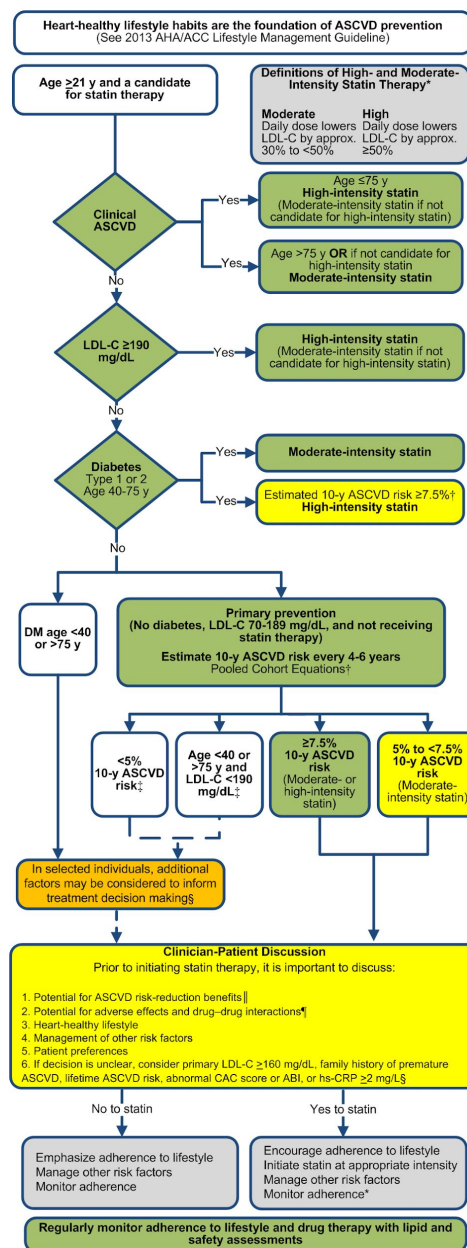 Heart-healthy lifestyle habits are the foundation of ASCVD prevention
(See 2013 AHA/ACC Lifestyle Management Guideline)
Age ≥21 y and a candidate
for statin therapy
Definitions of High- and Moderate-
Intensity Statin Therapy*
Moderate
Daily dose lowers
LDL-C by approx.
30% to <50%
High
Daily dose lowers
LDL-C by approx.
≥50%
Clinical
ASCVD
Yes
Age ≤75 y
High-intensity statin
(Moderate-intensity statin if not
candidate for high-intensity statin)
Yes
Age >75 y OR if not candidate for
high-intensity statin
Moderate-intensity statin
No
LDL-C ≥190
mg/dL
Yes
High-intensity statin
(Moderate-intensity statin if not
candidate for high-intensity statin)
No
Diabetes
Type 1 or 2
Age 40-75 y
Yes
Moderate-intensity statin
Yes
Estimated 10-y ASCVD risk ≥7.5%†
High-intensity statin
No
DM age <40
or >75 y
Primary prevention
(No diabetes, LDL-C 70-189 mg/dL, and not receiving
statin therapy)
Estimate 10-y ASCVD risk every 4-6 years
Pooled Cohort Equations†
<5%
10-y ASCVD
risk‡
Age <40 or
>75 y and
LDL-C <190
mg/dL‡
≥7.5%
10-y ASCVD
risk
(Moderate- or
high-intensity
statin)
5% to <7.5%
10-y ASCVD
risk
(Moderate-
intensity statin)
In selected individuals, additional
factors may be considered to inform
treatment decision making§
Clinician-Patient Discussion
Prior to initiating statin therapy, it is important to discuss:
1. Potential for ASCVD risk-reduction benefits‖
2. Potential for adverse effects and drug–drug interactions¶
3. Heart-healthy lifestyle
4. Management of other risk factors
5. Patient preferences
6. If decision is unclear, consider primary LDL-C ≥160 mg/dL, family history of premature
ASCVD, lifetime ASCVD risk, abnormal CAC score or ABI, or hs-CRP ≥2 mg/L§
No to statin
Yes to statin
Emphasize adherence to lifestyle
Manage other risk factors
Monitor adherence
Encourage adherence to lifestyle
Initiate statin at appropriate intensity
Manage other risk factors
Monitor adherence*
Regularly monitor adherence to lifestyle and drug therapy with lipid and
safety assessments